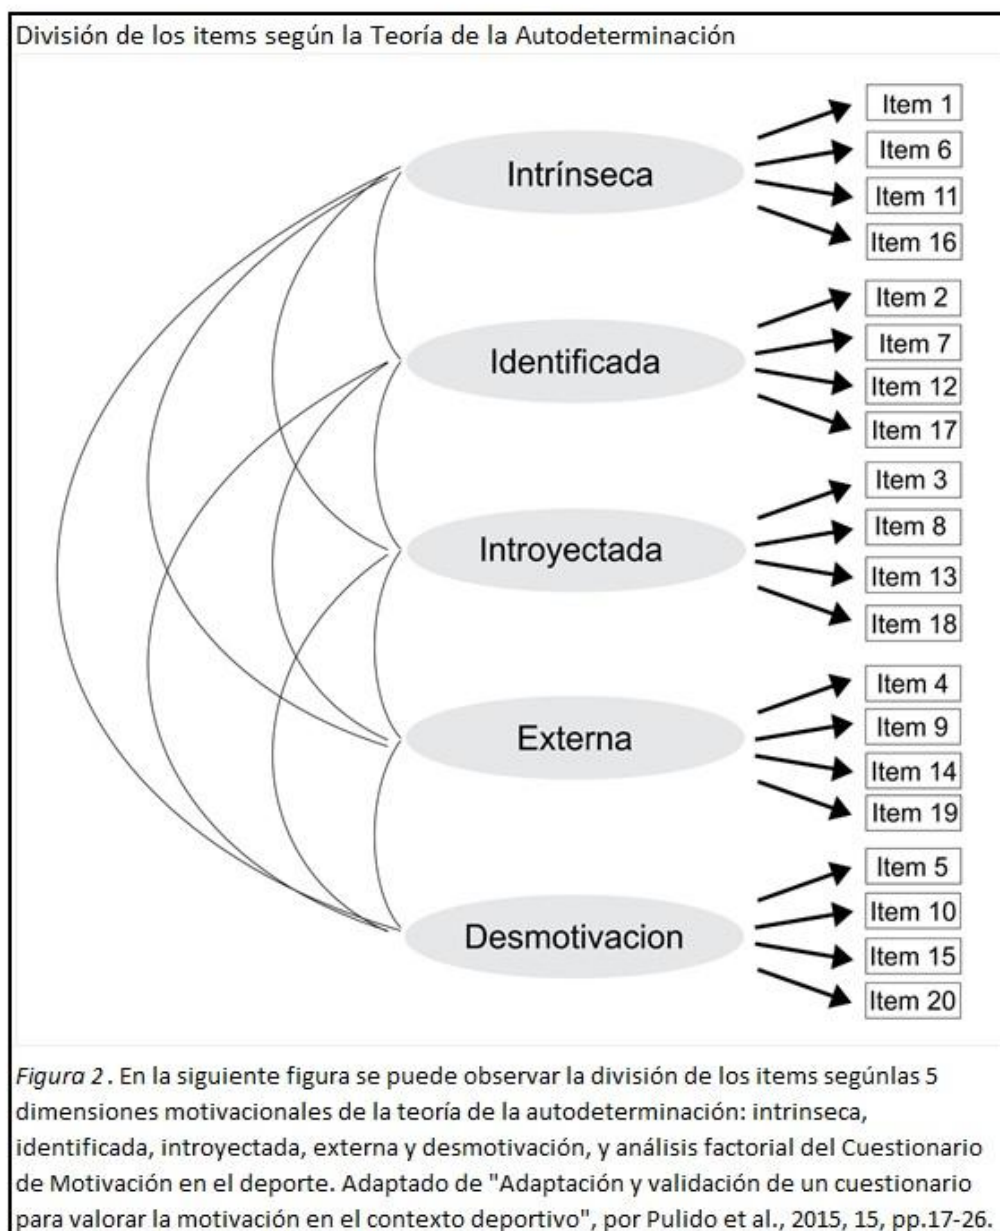 División de los items según la Teoría de la Autodeterminación
Intrínseca
Item 1
Item 6
Item 11
Item 16
Identificada
Item 2
Item 7
Item 12
Item 17
Introyectada
Item 3
Item 8
Item 13
Item 18
Externa
Item 4
Item 9
Item 14
Item 19
Desmotivacion
Item 5
Item 10
Item 15
Item 20
Figura 2. En la siguiente figura se puede observar la división de los items segúnlas 5
dimensiones motivacionales de la teoría de la autodeterminación: intrinseca,
identificada, introyectada, externa y desmotivación, y análisis factorial del Cuestionario
de Motivación en el deporte. Adaptado de "Adaptación y validación de un cuestionario
para valorar la motivación en el contexto deportivo", por Pulido et al., 2015, 15, pp.17-26.